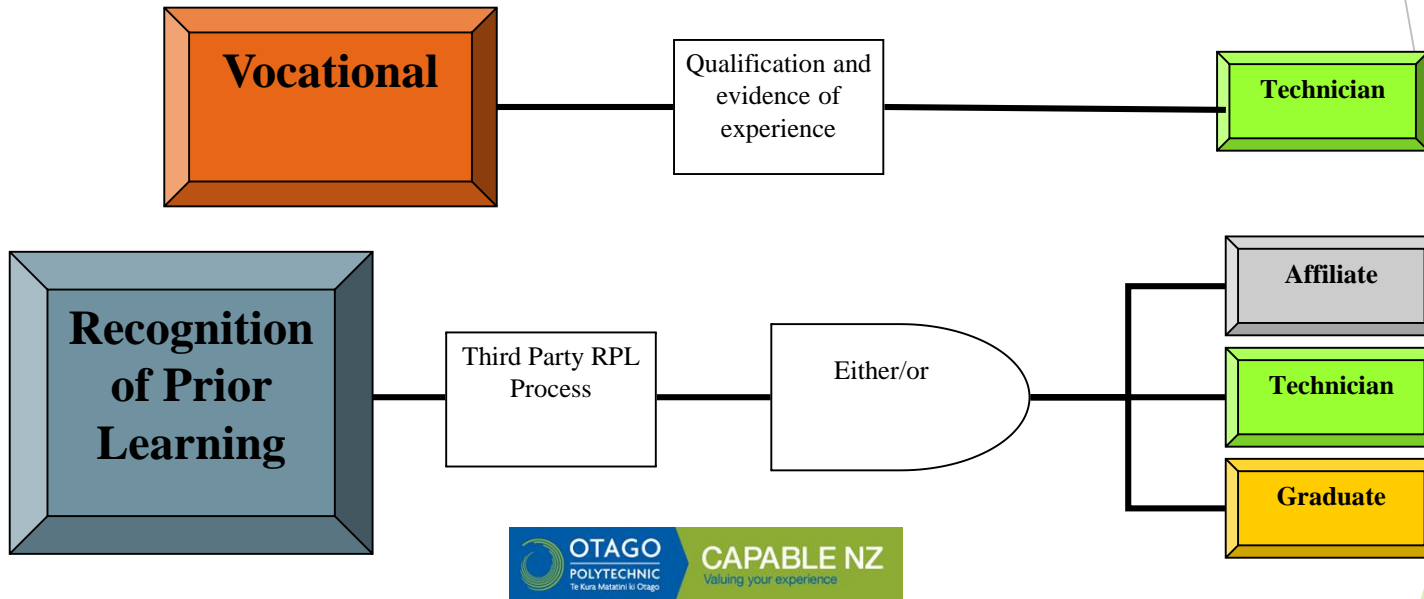 Vocational
Qualification and
evidence of
experience
Technician
Recognition
of Prior
Learning
Third Party RPL
Process
Either/or
Affiliate
Technician
Graduate
OTAGO
POLYTECHNIC
Te Kura Matatini ki Otago
CAPABLE NZ
Valuing your experience